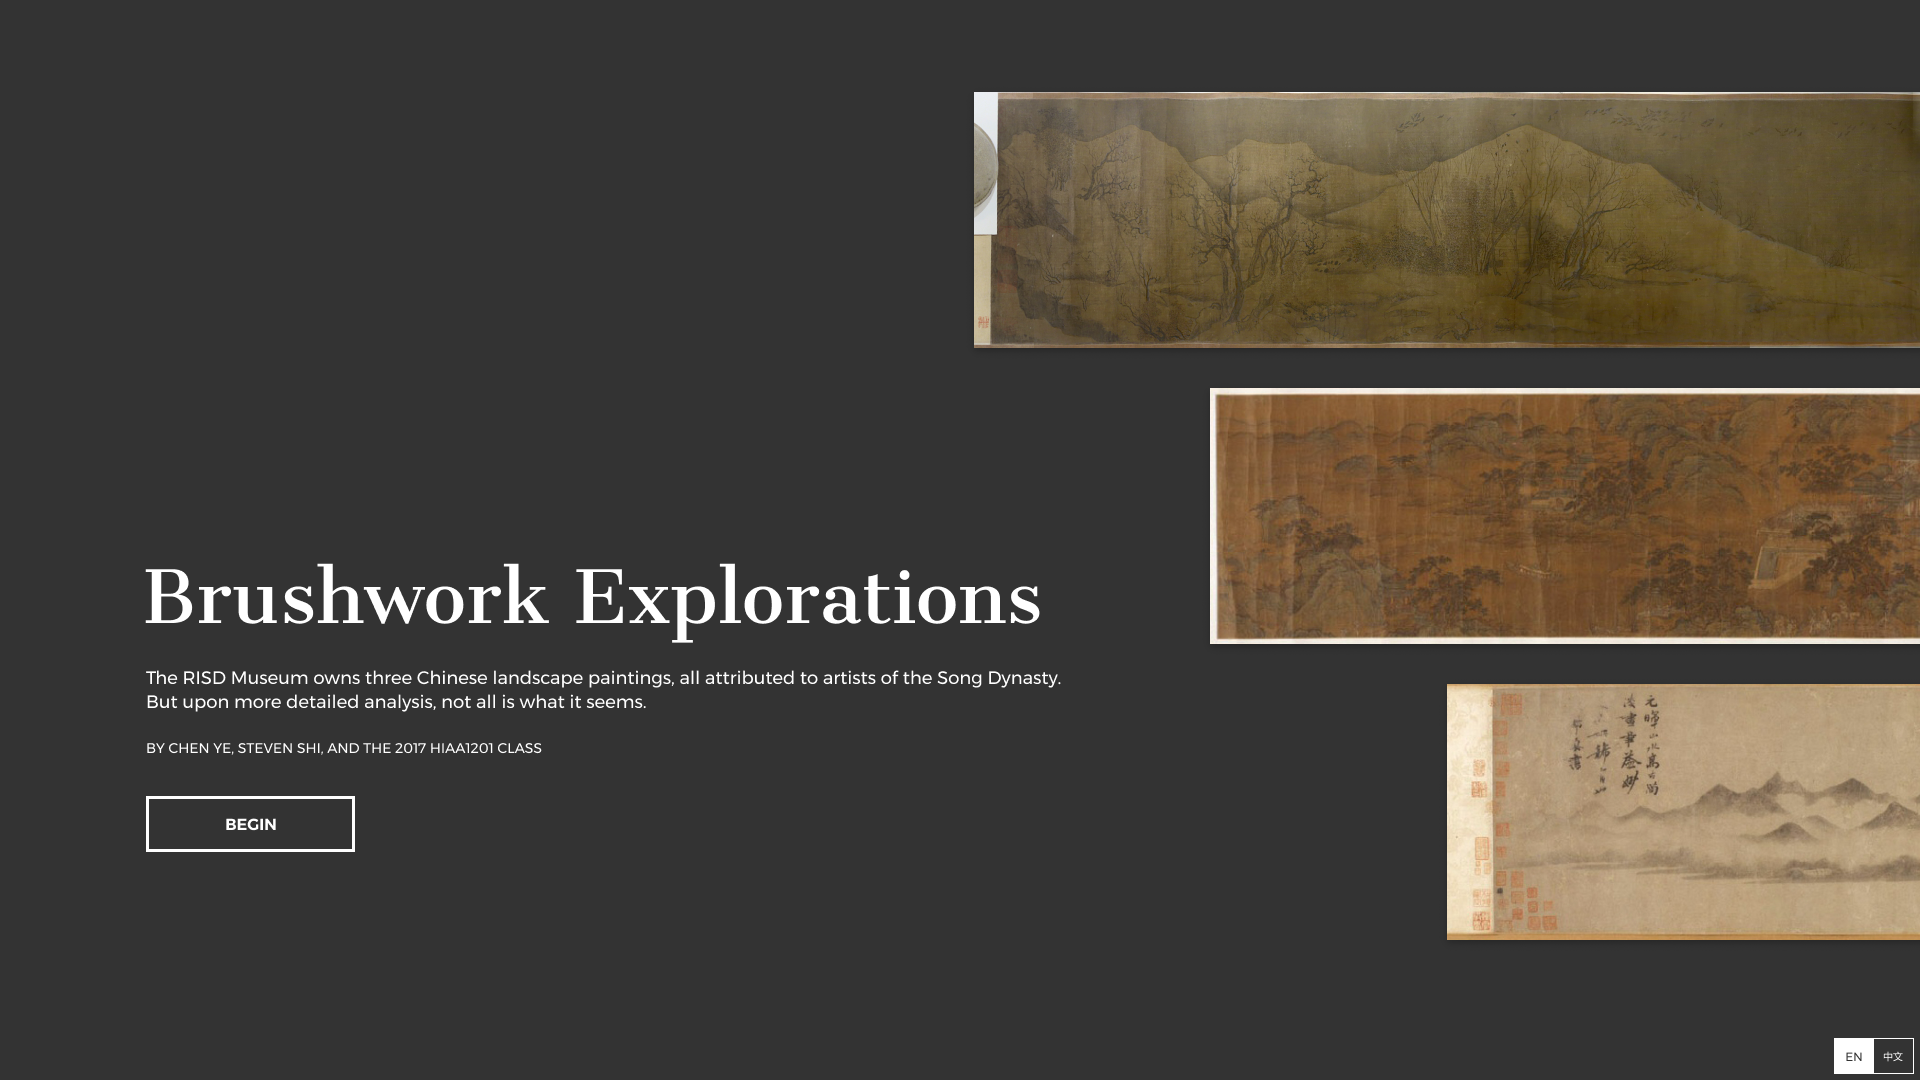 Brushwork Explorations
The RISD Museum owns three Chinese landscape paintings, all attributed to artists of the Song Dynasty.
But upon more detailed analysis, not all is what it seems.
BY CHEN YE, STEVEN SHI, AND THE 2017 HIAA1201 CLASS
BEGIN
EN
中文